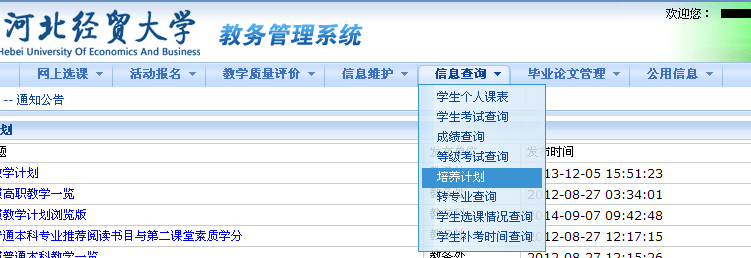 河北经贸大学
Hebei University Of Economics And Business
教务管理系统
欢迎您：
网上选课 活动报名 教学质量评价 信息维护 信息查询 毕业论文管理 公用信息
-- 通知公告
学生个人课表
学生考试查询
成绩查询
等级考试查询
培养计划
转专业查询
学生选课情况查询
学生补考时间查询
划
题 发布时间
学计划 13-12-05 15:51:23
高职教学一览 2012-08-27 03:34:01
教学计划浏览版 2014-09-07 09:42:48
通本科专业推荐阅读书目与第二课堂素质学分 2012-08-27 12:17:15
普通本科教学一览 教务处 2012-08-27 12:15:26